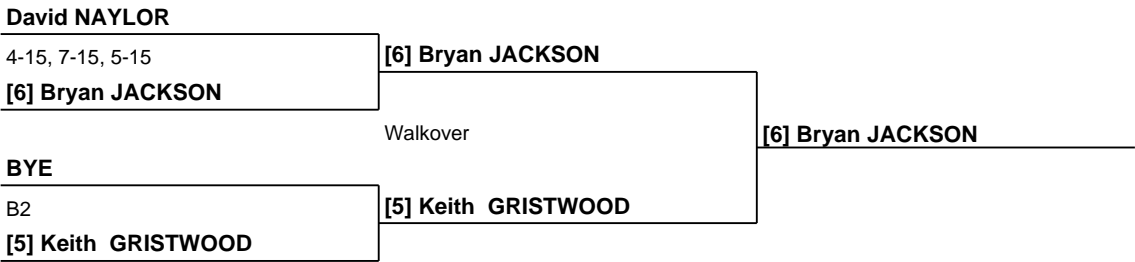 David NAYLOR
4-15, 7-15, 5-15
[6] Bryan JACKSON
[6] Bryan JACKSON
Walkover
[6] Bryan JACKSON
BYE
B2
[5] Keith GRISTWOOD
[5] Keith GRISTWOOD